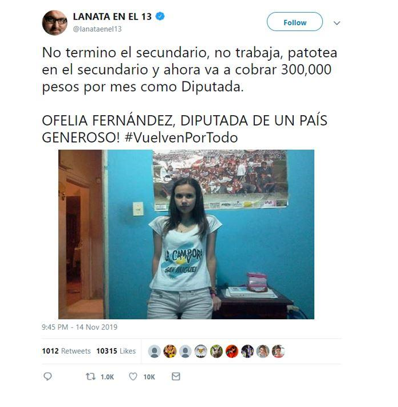 LANATA EN EL 13
@lanataenel13
Follow
No termino el secundario, no trabaja, patotea
en el secundario y ahora va a cobrar 300,000
pesos por mes como Diputada.
OFELIA FERNÁNDEZ, DIPUTADA DE UN PAÍS
GENEROSO! #VuelvenPorTodo
LA CAMPORA
9:45 PM - 14 Nov 2019
1012 Retweets 10315 Likes
1.0K
10K